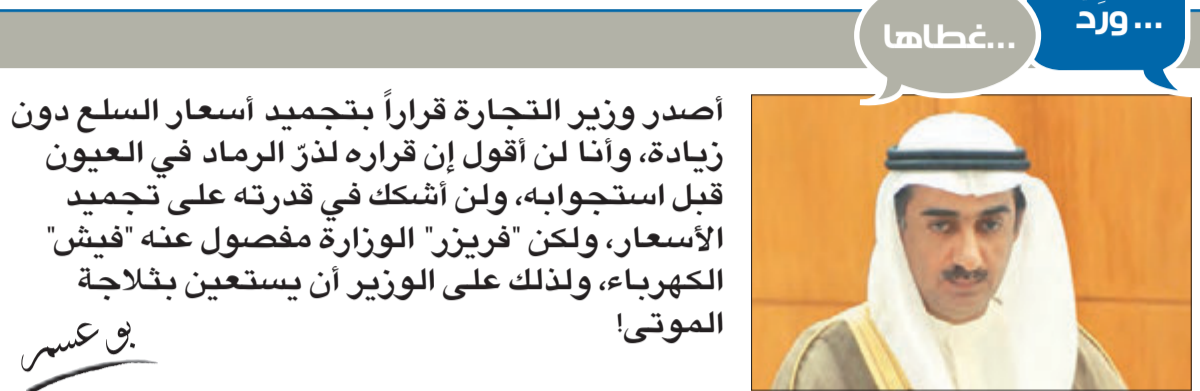 ... ورَد
...غطاها
أصدر وزير التجارة قراراً بتجميد أسعار السلع دون
زيادة، وأنا لن أقول إن قراره لذرّ الرماد في العيون
قبل استجوابه، ولن أشكك في قدرته على تجميد
الأسعار، ولكن "فريزر" الوزارة مفصول عنه "فيش"
الكهرباء، ولذلك على الوزير أن يستعين بثلاجة
الموتى!
بو عسم